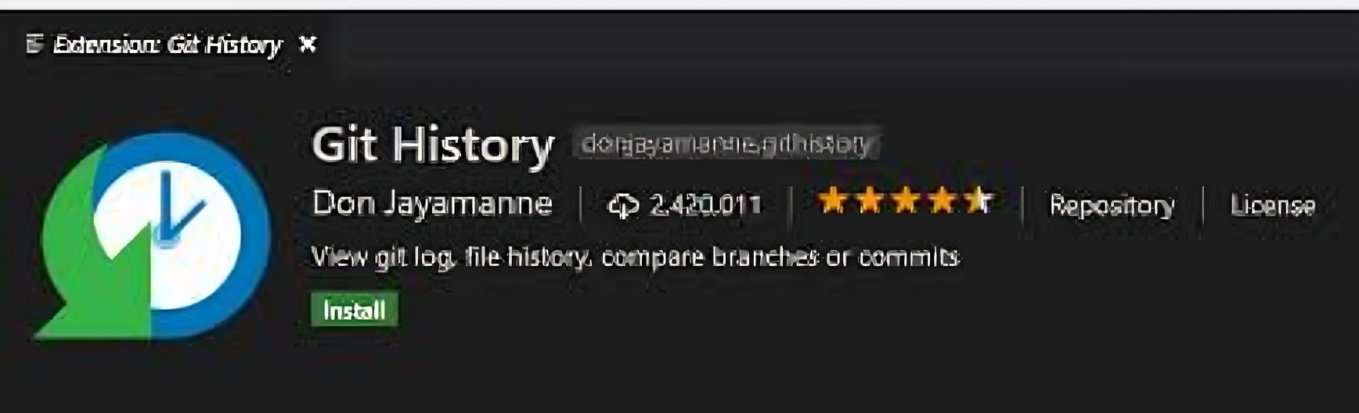 Extension: Git History
Git History donjayamanne.githistory
Don Jayamanne 2.420.011 Repository License
View git log, file history, compare branches or commits
Install